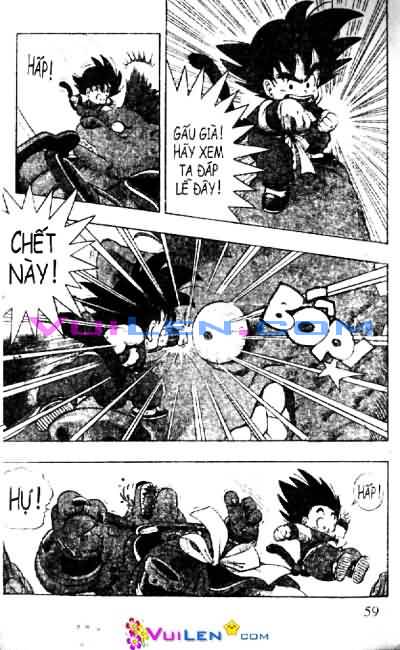 HẤP!
GẤU GIÀ!
HÃY XEM
TA ĐÁP
LỄ ĐÂY!
CHẾT
NÀY!
VUILEN.COM
HỰ!
HẤP!
59
VUILEN.COM